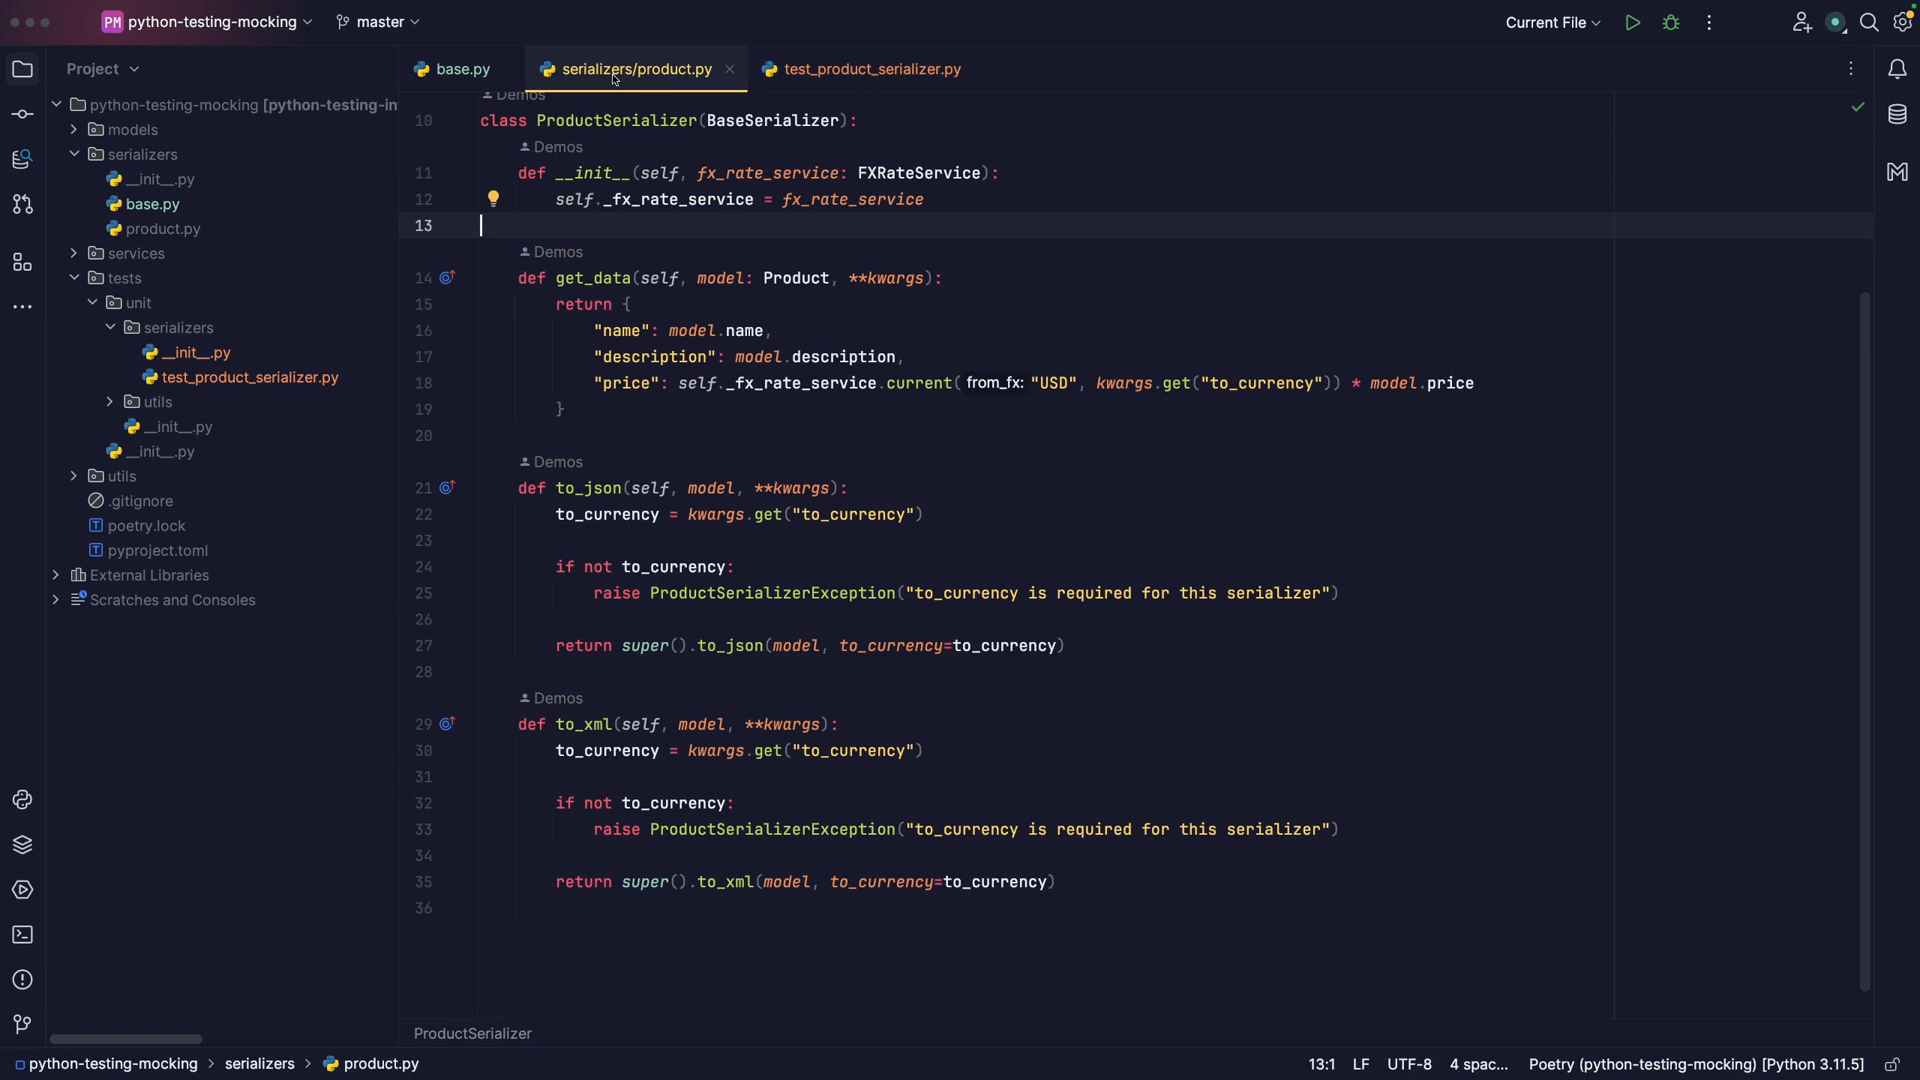 PM python-testing-mocking master Current File
Project
base.py serializers/product.py test_product_serializer.py
python-testing-mocking [python-testing-in
models
serializers
__init__.py
base.py
product.py
services
tests
unit
serializers
__init__.py
test_product_serializer.py
utils
__init__.py
__init__.py
utils
.gitignore
poetry.lock
pyproject.toml
External Libraries
Scratches and Consoles
Demos
10 class ProductSerializer(BaseSerializer):
Demos
11 def __init__(self, fx_rate_service: FXRateService):
12 self._fx_rate_service = fx_rate_service
13
Demos
14 def get_data(self, model: Product, **kwargs):
15 return {
16 "name": model.name,
17 "description": model.description,
18 "price": self._fx_rate_service.current( from_fx: "USD", kwargs.get("to_currency")) * model.price
19 }
20
Demos
21 def to_json(self, model, **kwargs):
22 to_currency = kwargs.get("to_currency")
23
24 if not to_currency:
25 raise ProductSerializerException("to_currency is required for this serializer")
26
27 return super().to_json(model, to_currency=to_currency)
28
Demos
29 def to_xml(self, model, **kwargs):
30 to_currency = kwargs.get("to_currency")
31
32 if not to_currency:
33 raise ProductSerializerException("to_currency is required for this serializer")
34
35 return super().to_xml(model, to_currency=to_currency)
36
ProductSerializer
python-testing-mocking > serializers > product.py 13:1 LF UTF-8 4 spac... Poetry (python-testing-mocking) [Python 3.11.5]